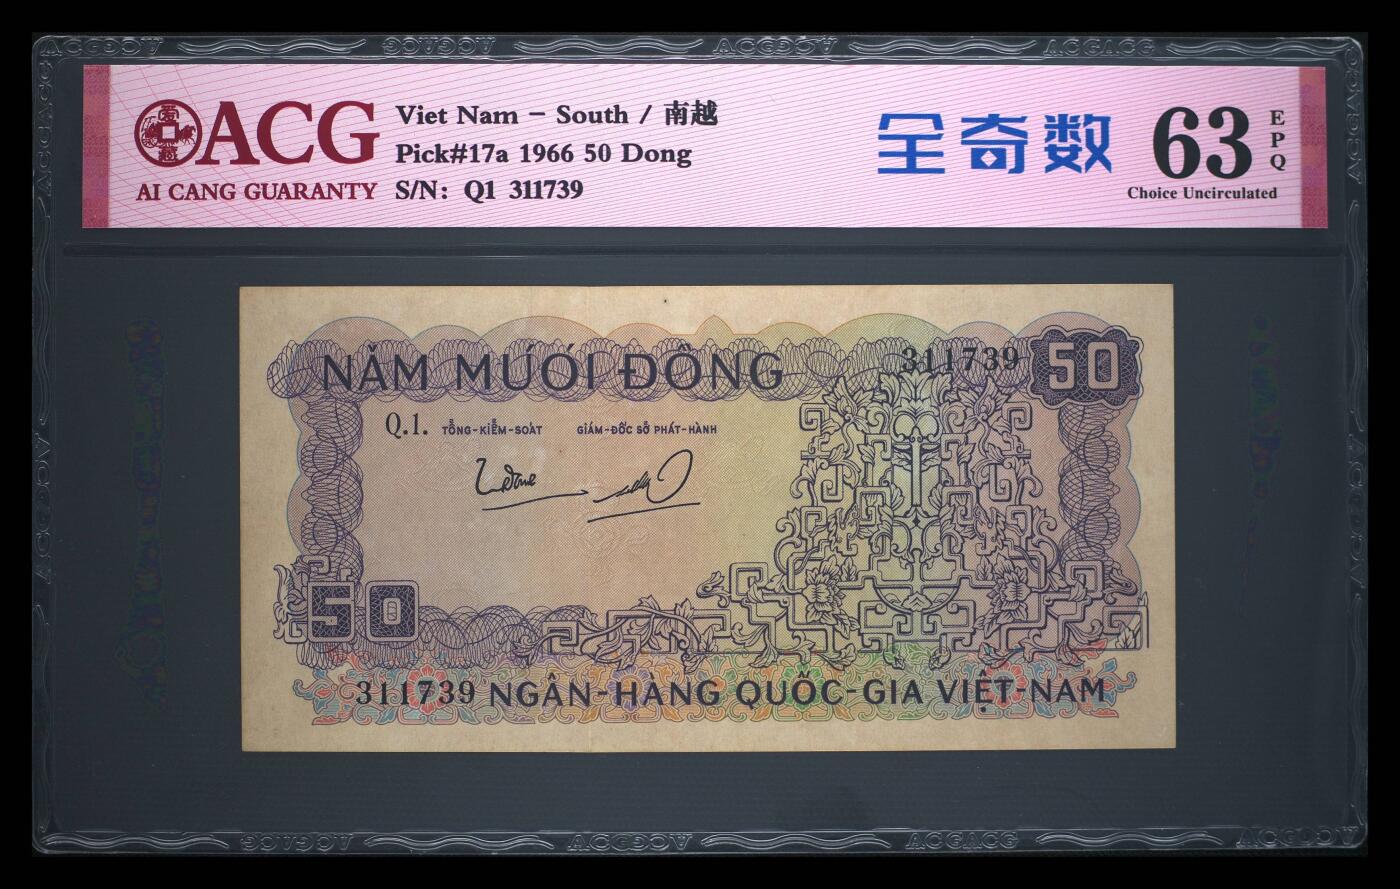 ACG
AI CANG GUARANTY
Viet Nam - South / 南越
Pick#17a 1966 50 Dong
S/N: Q1 311739
全奇数
63
EPQ
Choice Uncirculated
NĂM MƯƠI ĐỒNG
311739
50
Q.1. TỔNG-KIỂM-SOÁT GIÁM-ĐỐC SỞ PHÁT-HÀNH
50
311739 NGÂN-HÀNG QUỐC-GIA VIỆT-NAM